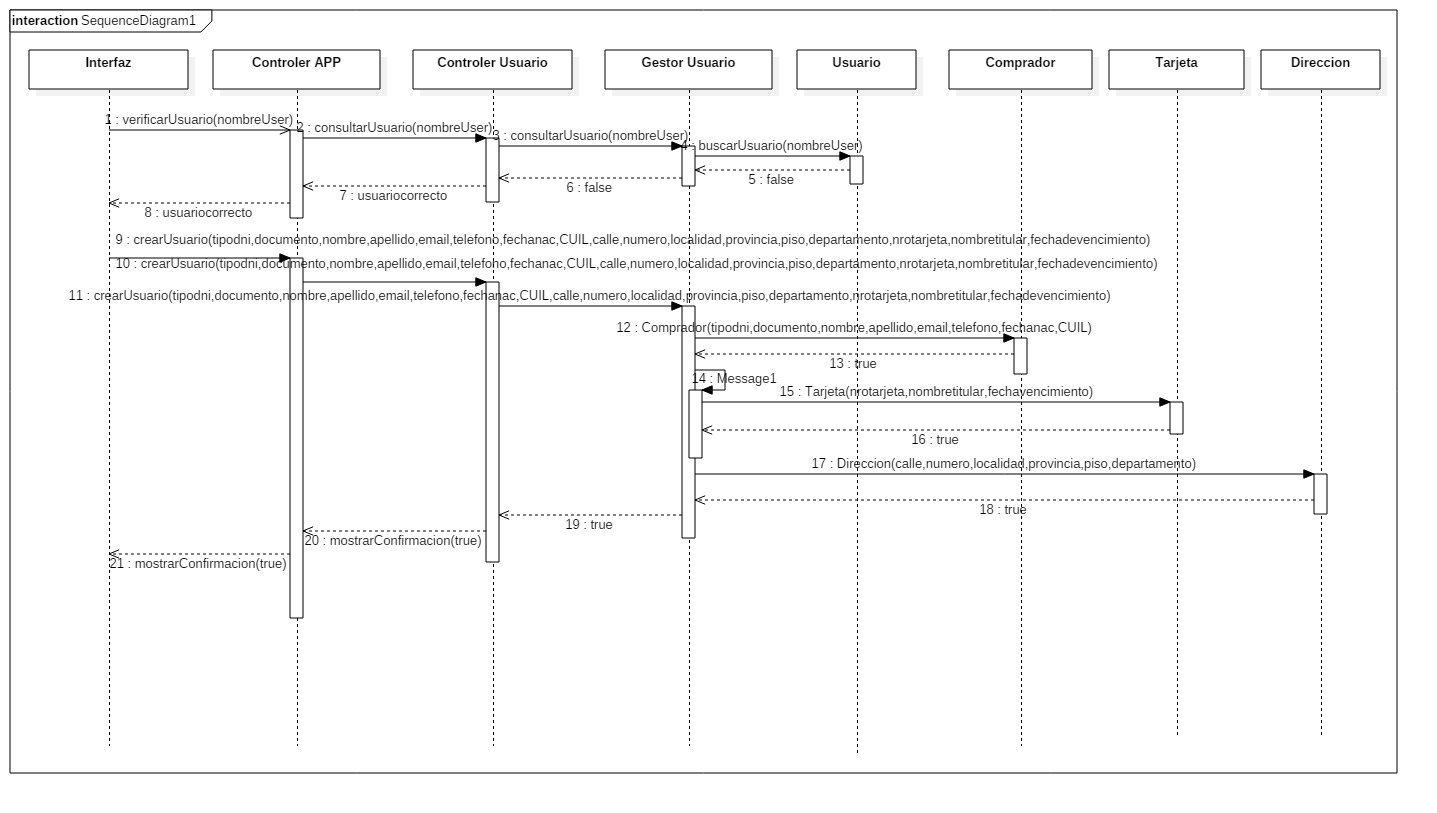 interaction SequenceDiagram1
Interfaz
Controler APP
Controler Usuario
Gestor Usuario
Usuario
Comprador
Tarjeta
Direccion
1 : verificarUsuario(nombreUser)
2 : consultarUsuario(nombreUser)
3 : consultarUsuario(nombreUser)
4 : buscarUsuario(nombreUser)
5 : false
6 : false
7 : usuariocorrecto
8 : usuariocorrecto
9 : crearUsuario(tipodni,documento,nombre,apellido,email,telefono,fechanac,CUIL,calle,numero,localidad,provincia,piso,departamento,nrotarjeta,nombretitular,fechadevencimiento)
10 : crearUsuario(tipodni,documento,nombre,apellido,email,telefono,fechanac,CUIL,calle,numero,localidad,provincia,piso,departamento,nrotarjeta,nombretitular,fechadevencimiento)
11 : crearUsuario(tipodni,documento,nombre,apellido,email,telefono,fechanac,CUIL,calle,numero,localidad,provincia,piso,departamento,nrotarjeta,nombretitular,fechadevencimiento)
12 : Comprador(tipodni,documento,nombre,apellido,email,telefono,fechanac,CUIL)
13 : true
14 : Message1
15 : Tarjeta(nrotarjeta,nombretitular,fechavencimiento)
16 : true
17 : Direccion(calle,numero,localidad,provincia,piso,departamento)
18 : true
19 : true
20 : mostrarConfirmacion(true)
21 : mostrarConfirmacion(true)